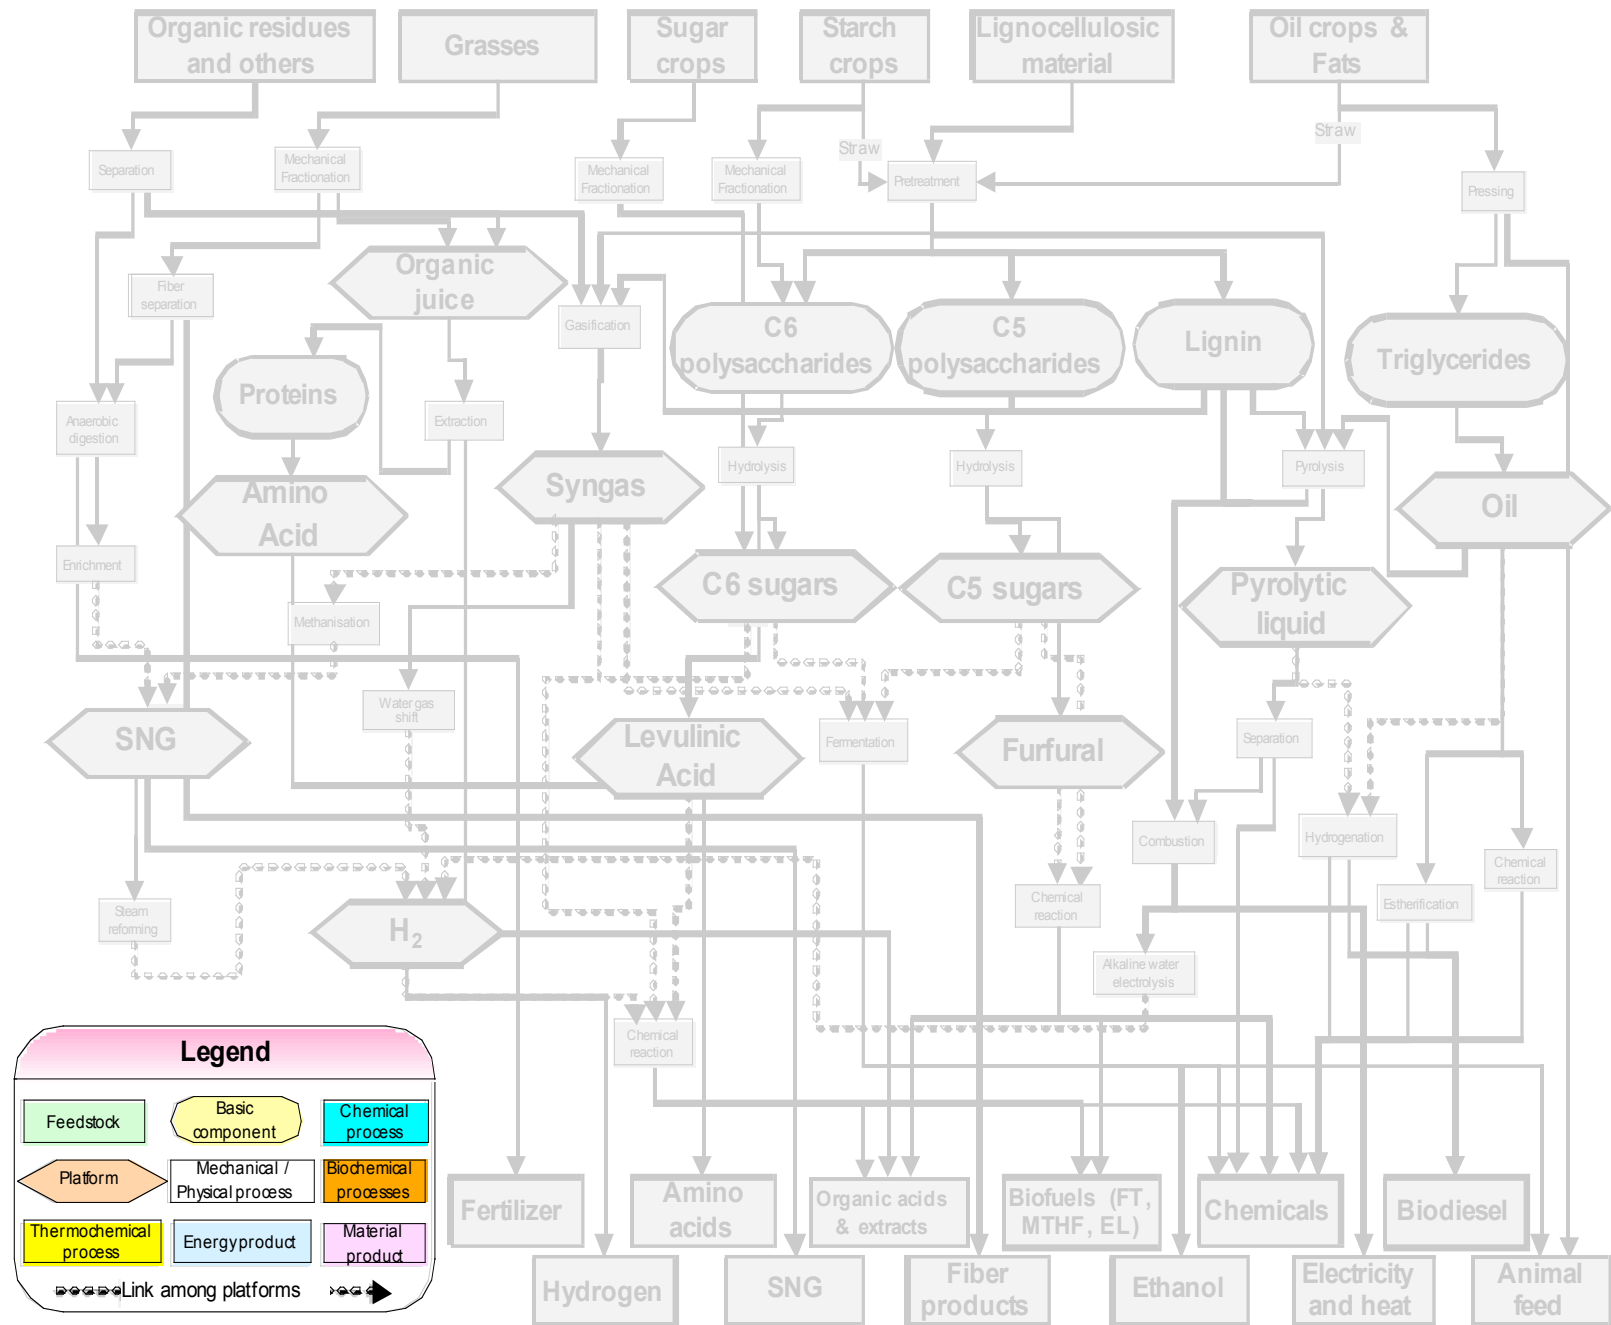 Organic residues
and others
Grasses
Sugar
crops
Starch
crops
Lignocellulosic
material
Oil crops & 
Fats
Straw
Straw
Separation
Mechanical
Fractionation
Mechanical
Fractionation
Mechanical
Fractionation
Pretreatment
Pressing
Organic
juice
Fiber
separation
Gasification
C6
polysaccharides
C5
polysaccharides
Lignin
Triglycerides
Proteins
Anaerobic
digestion
Extraction
Hydrolysis
Hydrolysis
Pyrolysis
Amino
Acid
Syngas
Oil
Enrichment
C6 sugars
C5 sugars
Pyrolytic
liquid
Methanisation
Water gas
shift
SNG
Levulinic
Acid
Fermentation
Furfural
Separation
Combustion
Hydrogenation
Chemical
reaction
Steam
reforming
H2
Chemical
reaction
Estherification
Alkaline water
electrolysis
Chemical
reaction
Legend
Feedstock
Basic
component
Chemical
process
Platform
Mechanical /
Physical process
Biochemical
processes
Thermochemical
process
Energy product
Material
product
Link among platforms
Fertilizer
Amino
acids
Organic acids
& extracts
Biofuels (FT,
MTHF, EL)
Chemicals
Biodiesel
Hydrogen
SNG
Fiber
products
Ethanol
Electricity
and heat
Animal
feed